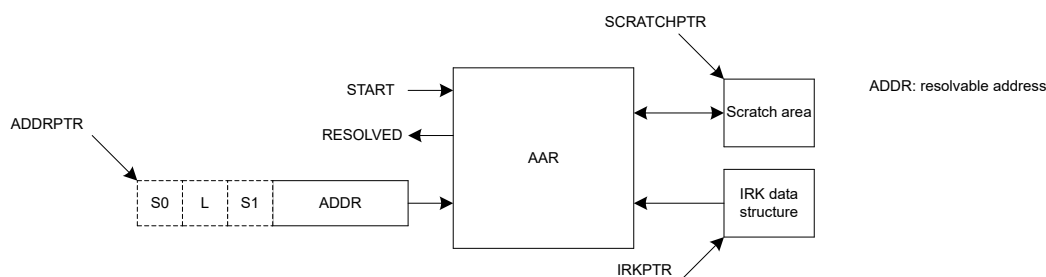 SCRATCHPTR
START
ADDR: resolvable address
Scratch area
ADDRPTR
RESOLVED
AAR
S0 L S1 ADDR
IRK data
structure
IRKPTR